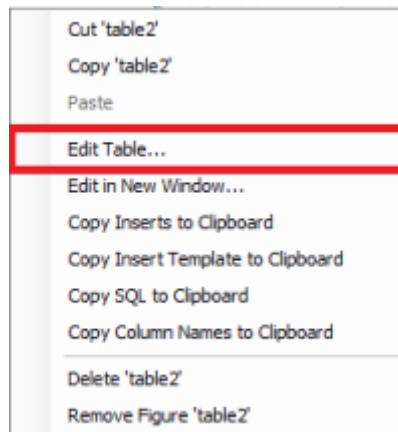 Cut 'table2'
Copy 'table2'
Paste
Edit Table...
Edit in New Window...
Copy Inserts to Clipboard
Copy Insert Template to Clipboard
Copy SQL to Clipboard
Copy Column Names to Clipboard
Delete 'table2'
Remove Figure 'table2'